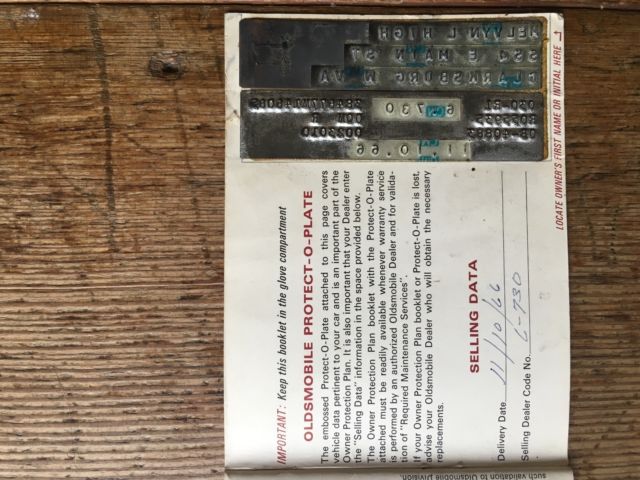 IMPORTANT: Keep this booklet in the glove compartment
OLDSMOBILE PROTECT-O-PLATE
The embossed Protect-O-Plate attached to this page covers
vehicle data pertinent to your car and is an important part of the
Owner Protection Plan. It is also important that your Dealer enter
the "Selling Data" information in the space provided below.
The Owner Protection Plan booklet with the Protect-O-Plate
attached must be readily available whenever warranty service
is performed by an authorized Oldsmobile Dealer and for valida-
tion of "Required Maintenance Services".
If your Owner Protection Plan booklet or Protect-O-Plate is lost,
advise your Oldsmobile Dealer who will obtain the necessary
replacements.
SELLING DATA
Delivery Date 11/10/66
Selling Dealer Code No. 6-730
LOCATE OWNER'S FIRST NAME OR INITIAL HERE
MELVYN L HIGH
E MAIN ST
CLARKSBURG W VA
6 730
11.10.66
such validation to Oldsmobile Division.